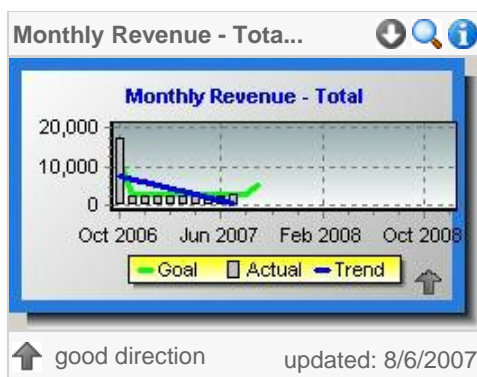 Monthly Revenue - Tota...
Monthly Revenue - Total
20,000
10,000
0
Oct 2006 Jun 2007 Feb 2008 Oct 2008
Goal Actual Trend
good direction updated: 8/6/2007